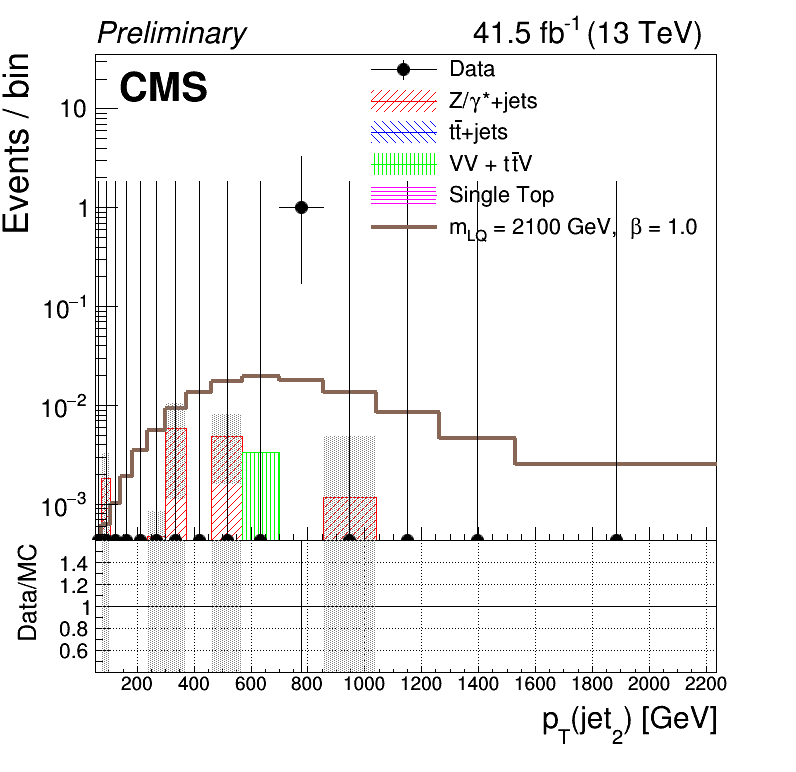 Preliminary 41.5 fb⁻¹ (13 TeV)
CMS
Events / bin
10
1
10⁻¹
10⁻²
10⁻³
Data
Z/γ*+jets
tt̄+jets
VV + tt̄V
Single Top
m_LQ = 2100 GeV, β = 1.0
Data/MC
1.4
1.2
1
0.8
0.6
200 400 600 800 1000 1200 1400 1600 1800 2000 2200
p_T(jet_2) [GeV]